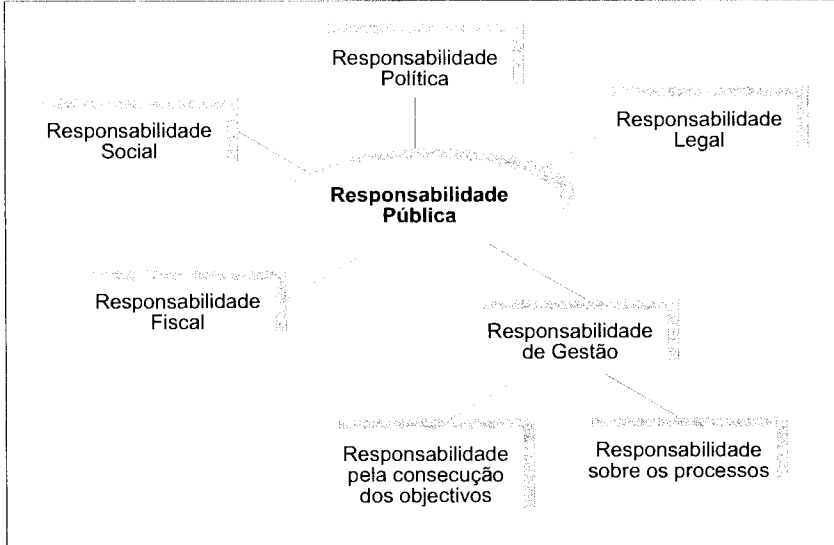 Responsabilidade
Política
Responsabilidade
Social
Responsabilidade
Legal
Responsabilidade
Pública
Responsabilidade
Fiscal
Responsabilidade
de Gestão
Responsabilidade
pela consecução
dos objectivos
Responsabilidade
sobre os processos